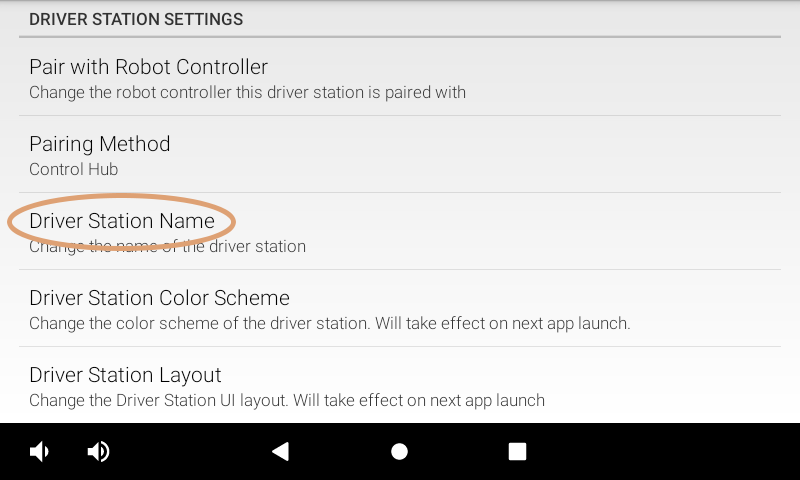 DRIVER STATION SETTINGS
Pair with Robot Controller
Change the robot controller this driver station is paired with
Pairing Method
Control Hub
Driver Station Name
Change the name of the driver station
Driver Station Color Scheme
Change the color scheme of the driver station. Will take effect on next app launch.
Driver Station Layout
Change the Driver Station UI layout. Will take effect on next app launch